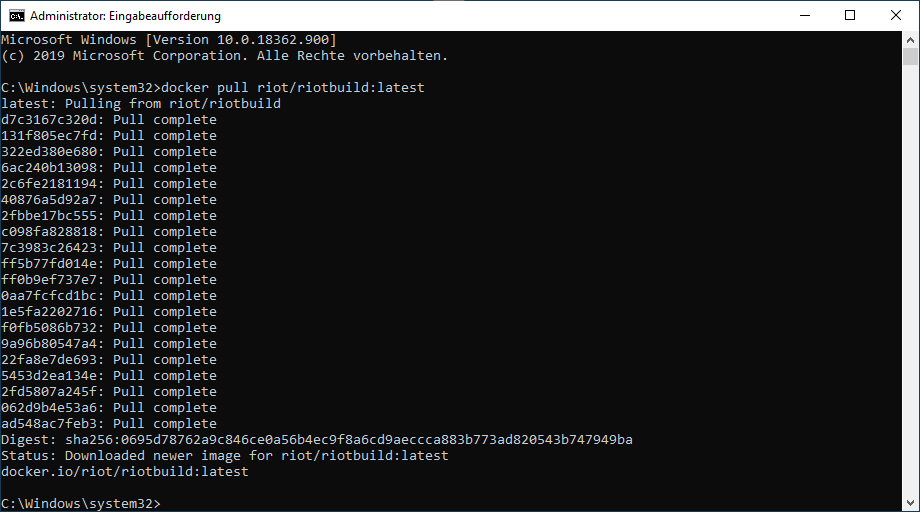 Administrator: Eingabeaufforderung
Microsoft Windows [Version 10.0.18362.900]
(c) 2019 Microsoft Corporation. Alle Rechte vorbehalten.
C:\Windows\system32>docker pull riot/riotbuild:latest
latest: Pulling from riot/riotbuild
d7c3167c320d: Pull complete
131f805ec7fd: Pull complete
322ed380e680: Pull complete
6ac240b13098: Pull complete
2c6fe2181194: Pull complete
40876a5d92a7: Pull complete
2fbbe17bc555: Pull complete
c098fa828818: Pull complete
7c3983c26423: Pull complete
ff5b77fd014e: Pull complete
ff0b9ef737e7: Pull complete
0aa7fcfcd1bc: Pull complete
1e5fa2202716: Pull complete
f0fb5086b732: Pull complete
9a96b80547a4: Pull complete
22fa8e7de693: Pull complete
5453d2ea134e: Pull complete
2fd5807a245f: Pull complete
062d9b4e53a6: Pull complete
ad548ac7feb3: Pull complete
Digest: sha256:0695d78762a9c846ce0a56b4ec9f8a6cd9aeccca883b773ad820543b747949ba
Status: Downloaded newer image for riot/riotbuild:latest
docker.io/riot/riotbuild:latest
C:\Windows\system32>